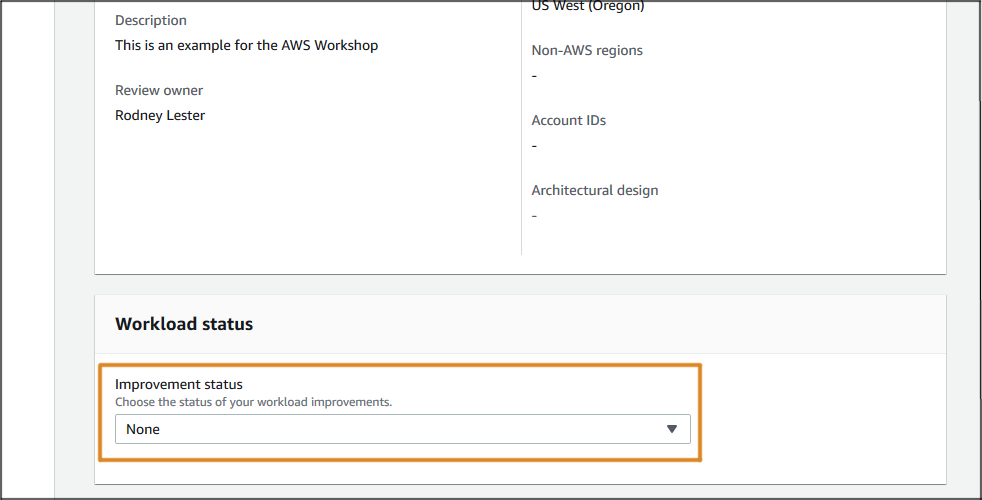 Description
This is an example for the AWS Workshop
Review owner
Rodney Lester
US West (Oregon)
Non-AWS regions
-
Account IDs
-
Architectural design
-
Workload status
Improvement status
Choose the status of your workload improvements.
None